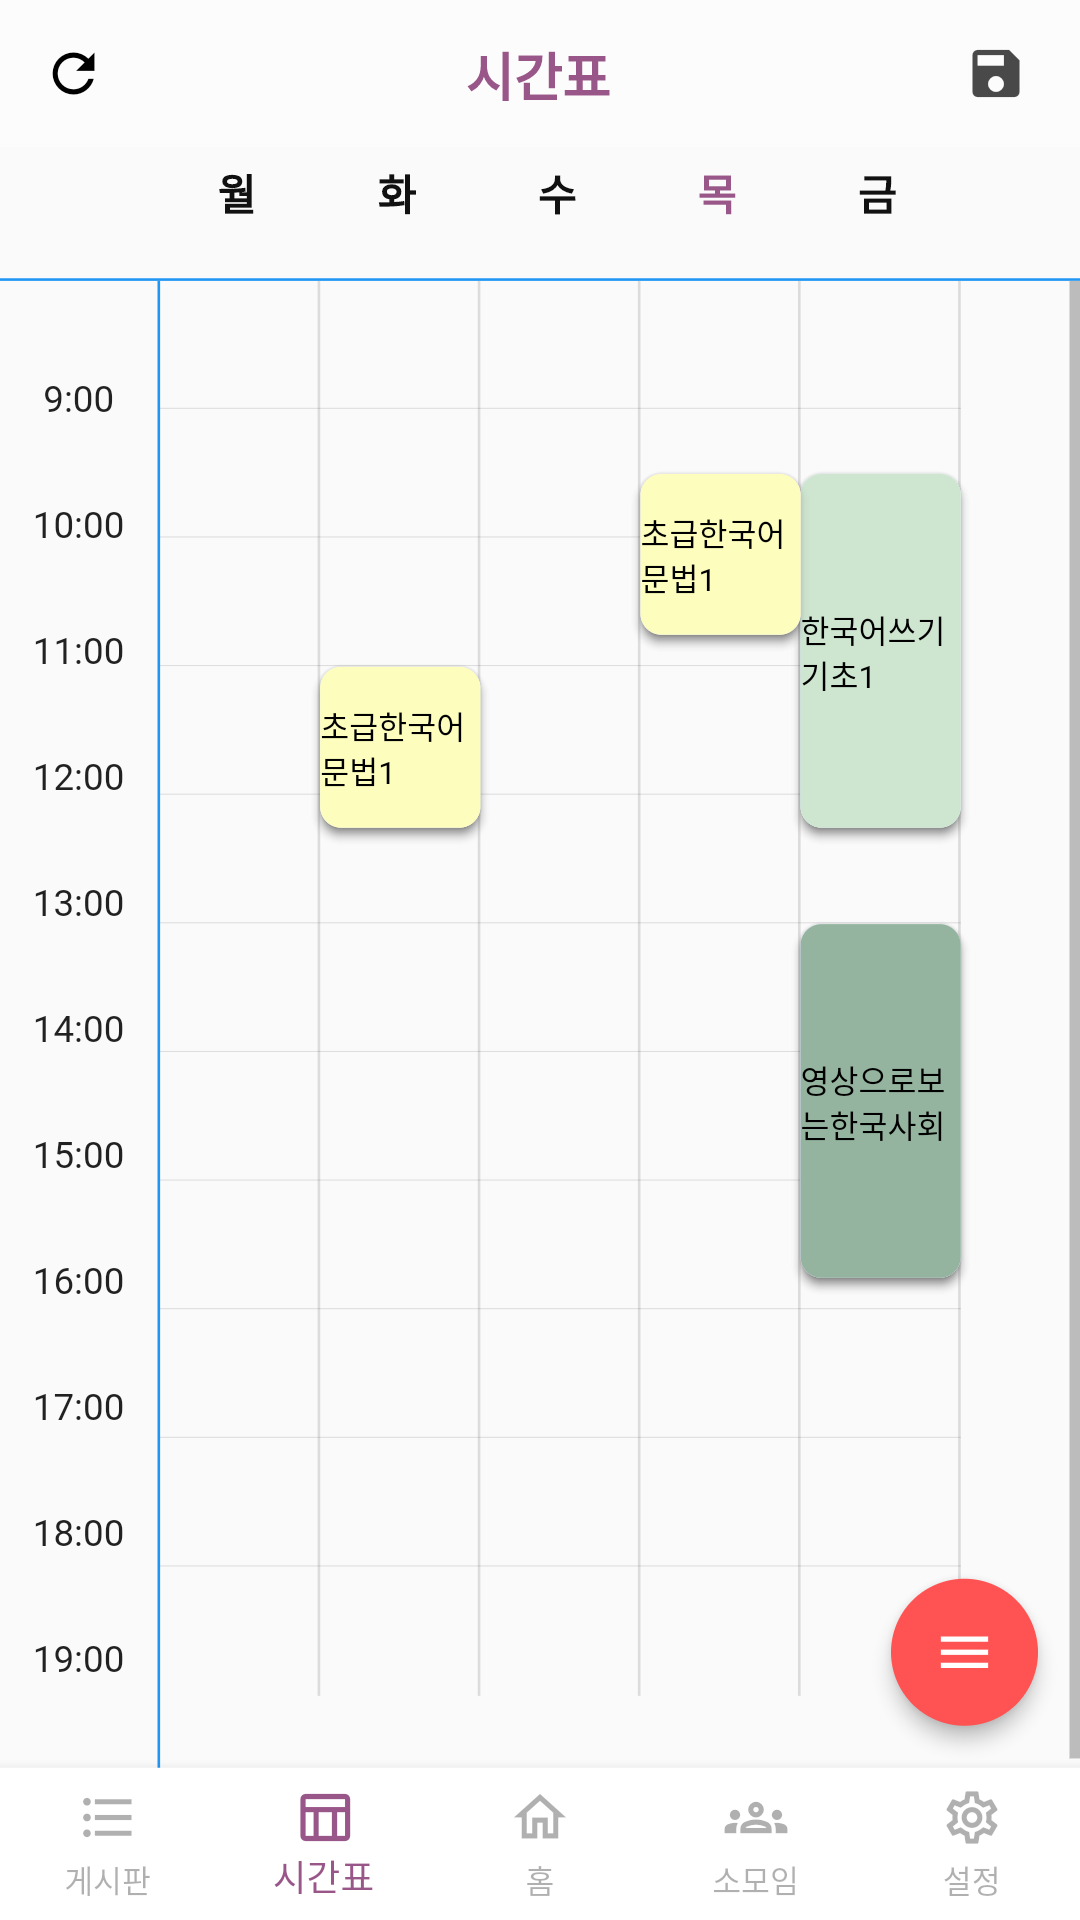 시간표
월 화 수 목 금
9:00
10:00
초급한국어
문법1
한국어쓰기
기초1
11:00
초급한국어
문법1
12:00
13:00
14:00
영상으로보
는한국사회
15:00
16:00
17:00
18:00
19:00
게시판 시간표 홈 소모임 설정